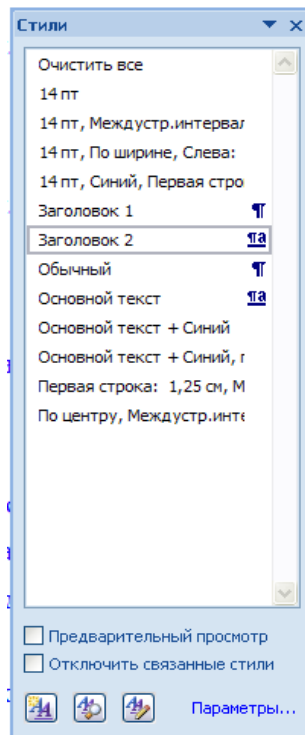 Стили
Очистить все
14 пт
14 пт, Междустр.интервал
14 пт, По ширине, Слева:
14 пт, Синий, Первая стро
Заголовок 1 ¶
Заголовок 2 ¶a
Обычный ¶
Основной текст ¶a
Основной текст + Синий
Основной текст + Синий, г
Первая строка: 1,25 см, М
По центру, Междустр.инте
Предварительный просмотр
Отключить связанные стили
Параметры...